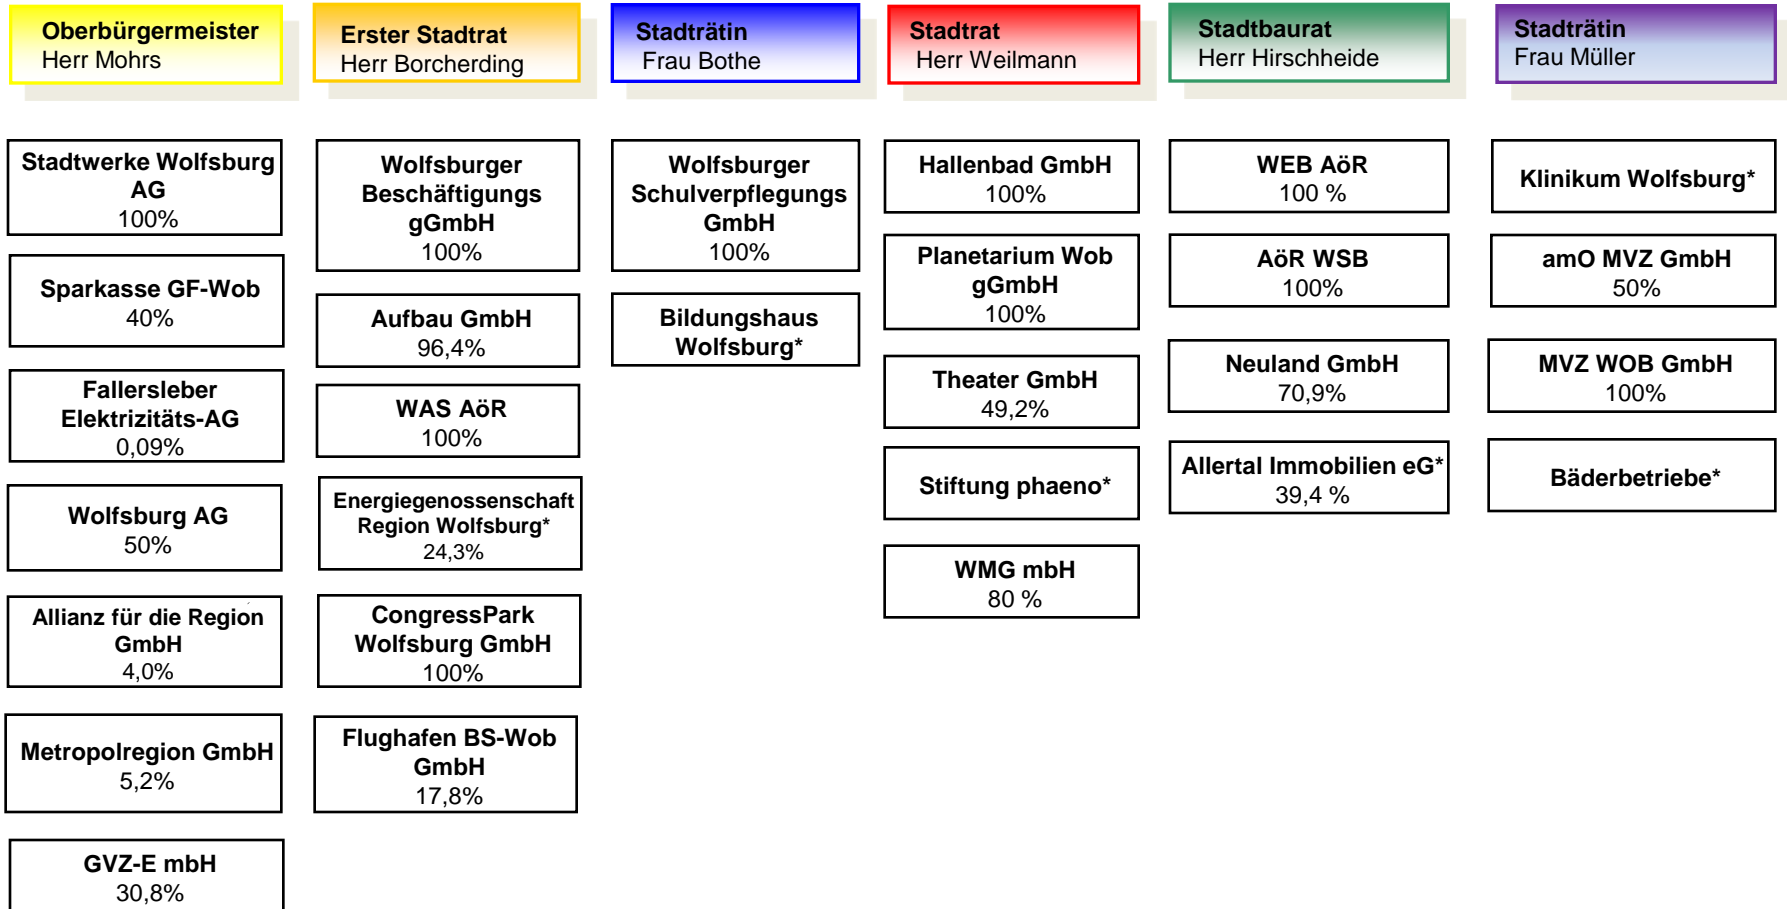 Oberbürgermeister
Herr Mohrs
Stadtwerke Wolfsburg
AG
100%
Sparkasse GF-Wob
40%
Fallersleber
Elektrizitäts-AG
0,09%
Wolfsburg AG
50%
Allianz für die Region
GmbH
4,0%
Metropolregion GmbH
5,2%
GVZ-E mbH
30,8%
Erster Stadtrat
Herr Borcherding
Wolfsburger
Beschäftigungs
gGmbH
100%
Aufbau GmbH
96,4%
WAS AöR
100%
Energiegenossenschaft
Region Wolfsburg*
24,3%
CongressPark
Wolfsburg GmbH
100%
Flughafen BS-Wob
GmbH
17,8%
Stadträtin
Frau Bothe
Wolfsburger
Schulverpflegungs
GmbH
100%
Bildungshaus
Wolfsburg*
Stadtrat
Herr Weilmann
Hallenbad GmbH
100%
Planetarium Wob
gGmbH
100%
Theater GmbH
49,2%
Stiftung phaeno*
WMG mbH
80 %
Stadtbaurat
Herr Hirschheide
WEB AöR
100 %
AöR WSB
100%
Neuland GmbH
70,9%
Allertal Immobilien eG*
39,4 %
Stadträtin
Frau Müller
Klinikum Wolfsburg*
amO MVZ GmbH
50%
MVZ WOB GmbH
100%
Bäderbetriebe*